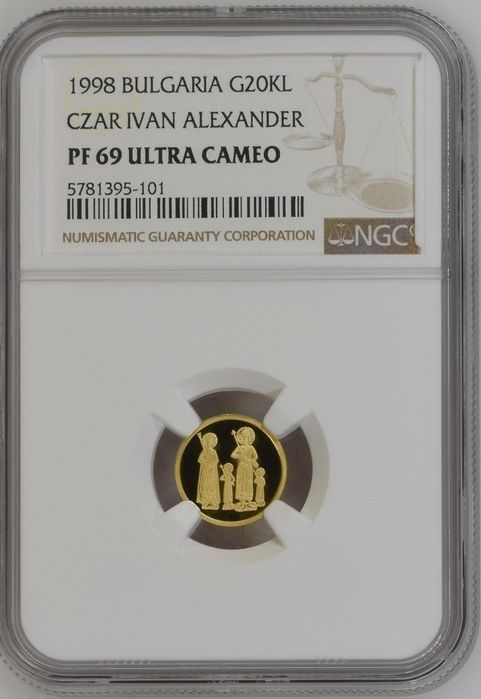 1998 BULGARIA G20KL
CZAR IVAN ALEXANDER
PF 69 ULTRA CAMEO
5781395-101
NUMISMATIC GUARANTY CORPORATION
NGC